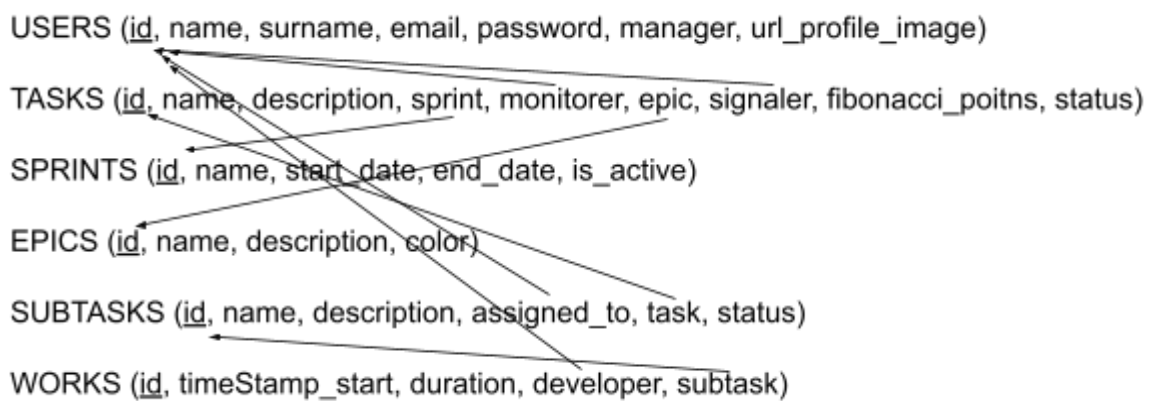 USERS (id, name, surname, email, password, manager, url_profile_image)
TASKS (id, name, description, sprint, monitorer, epic, signaler, fibonacci_poitns, status)
SPRINTS (id, name, start_date, end_date, is_active)
EPICS (id, name, description, color)
SUBTASKS (id, name, description, assigned_to, task, status)
WORKS (id, timeStamp_start, duration, developer, subtask)